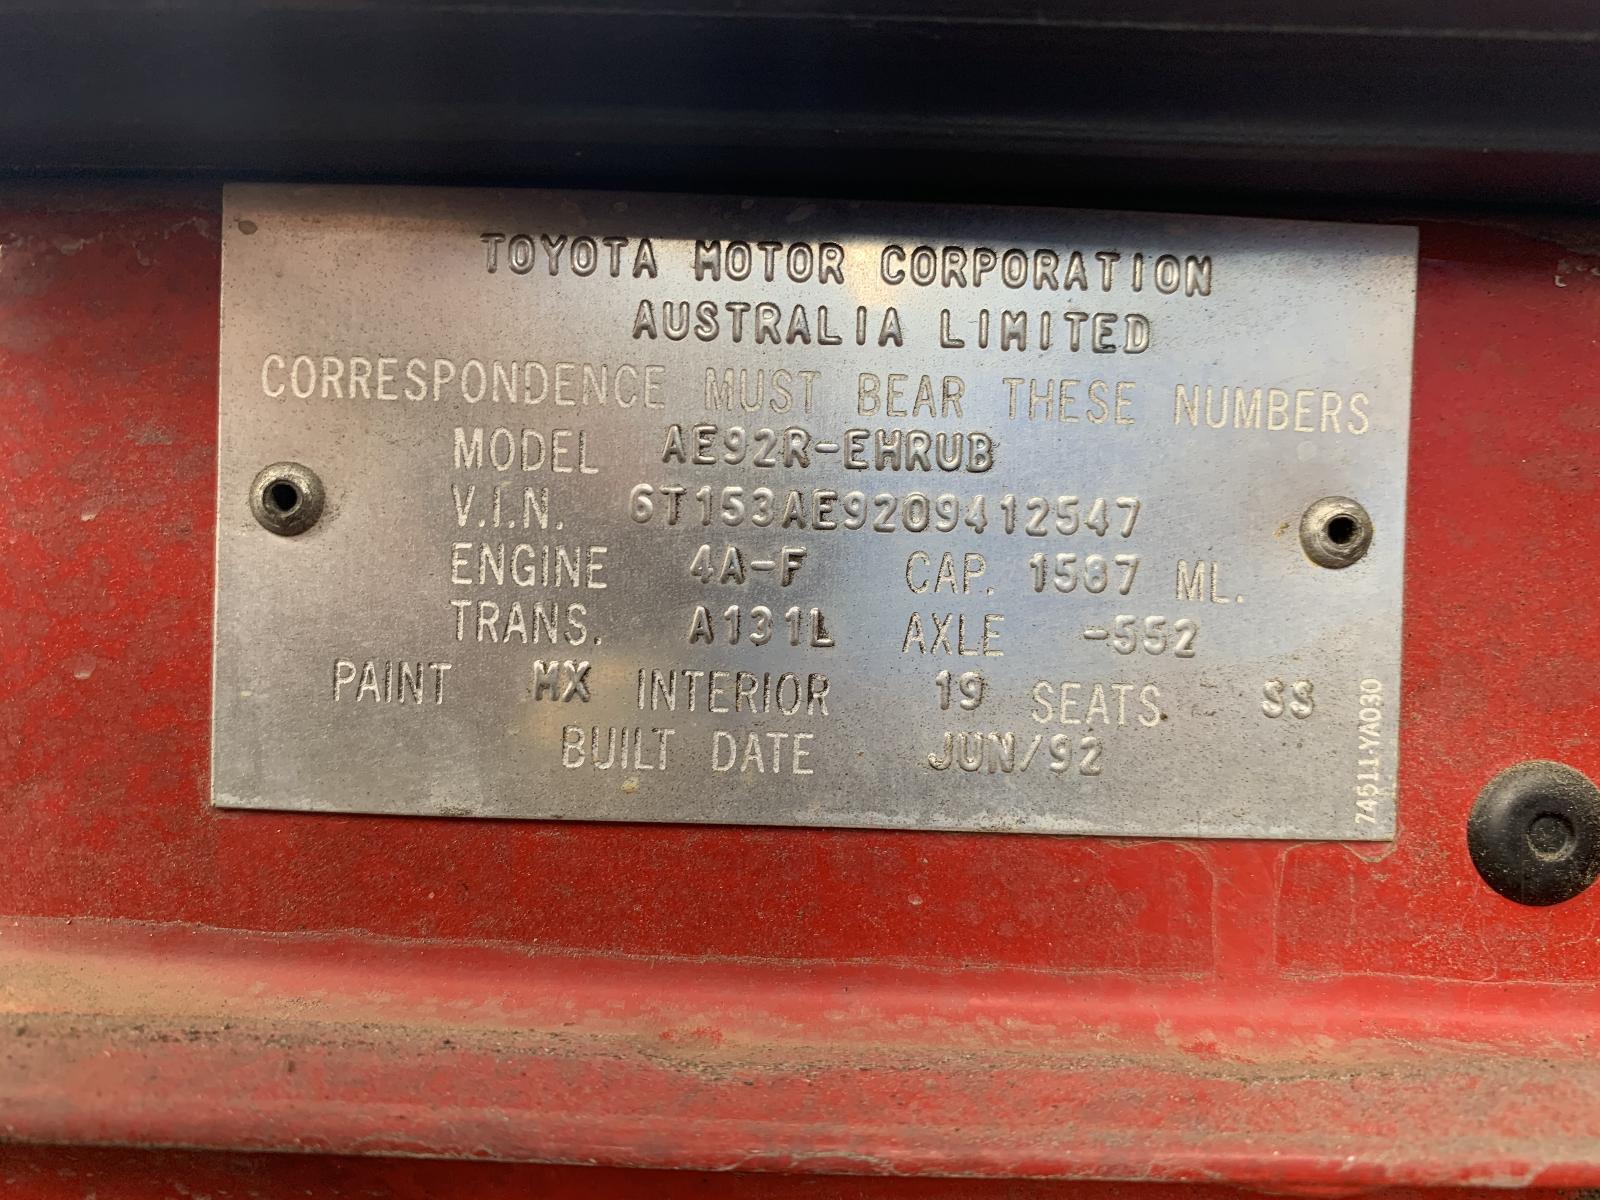 TOYOTA MOTOR CORPORATION
AUSTRALIA LIMITED
CORRESPONDENCE MUST BEAR THESE NUMBERS
MODEL AE92R-EHRUB
V.I.N. 6T153AE9209412547
ENGINE 4A-F CAP. 1587 ML.
TRANS. A131L AXLE -552
PAINT MX INTERIOR 19 SEATS SS
BUILT DATE JUN/92
74511-YA030